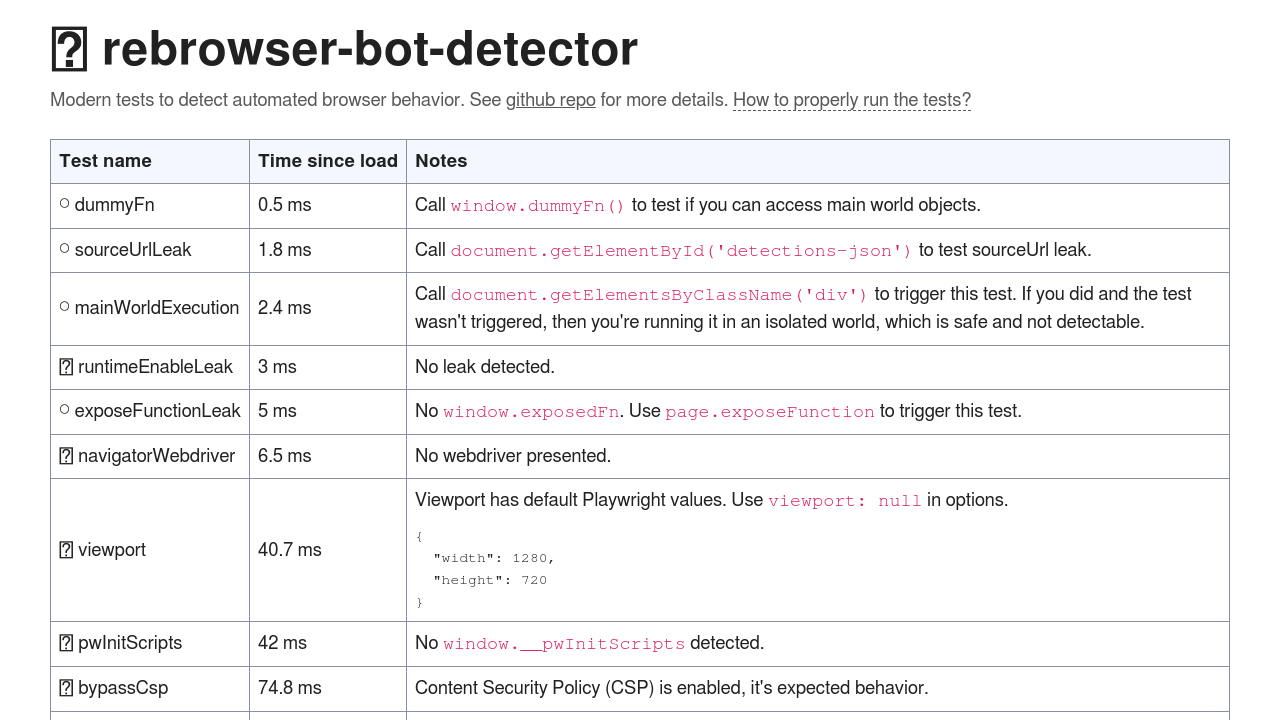 rebrowser-bot-detector
Modern tests to detect automated browser behavior. See github repo for more details. How to properly run the tests?
Test name Time since load Notes
○ dummyFn 0.5 ms Call window.dummyFn() to test if you can access main world objects.
○ sourceUrlLeak 1.8 ms Call document.getElementById('detections-json') to test sourceUrl leak.
○ mainWorldExecution 2.4 ms Call document.getElementsByClassName('div') to trigger this test. If you did and the test
wasn't triggered, then you're running it in an isolated world, which is safe and not detectable.
runtimeEnableLeak 3 ms No leak detected.
○ exposeFunctionLeak 5 ms No window.exposedFn. Use page.exposeFunction to trigger this test.
navigatorWebdriver 6.5 ms No webdriver presented.
viewport 40.7 ms Viewport has default Playwright values. Use viewport: null in options.
{
"width": 1280,
"height": 720
}
pwInitScripts 42 ms No window.__pwInitScripts detected.
bypassCsp 74.8 ms Content Security Policy (CSP) is enabled, it's expected behavior.